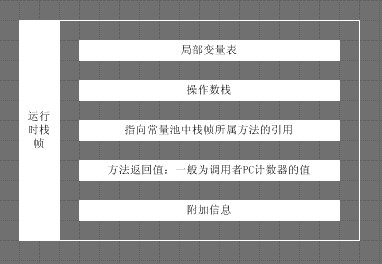 运行
时栈
帧
局部变量表
操作数栈
指向常量池中栈帧所属方法的引用
方法返回值：一般为调用者PC计数器的值
附加信息